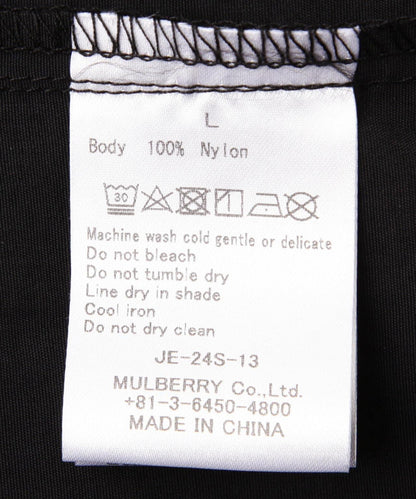 L
Body 100% Nylon
30
Machine wash cold gentle or delicate
Do not bleach
Do not tumble dry
Line dry in shade
Cool iron
Do not dry clean
JE-24S-13
MULBERRY Co.,Ltd.
+81-3-6450-4800
MADE IN CHINA